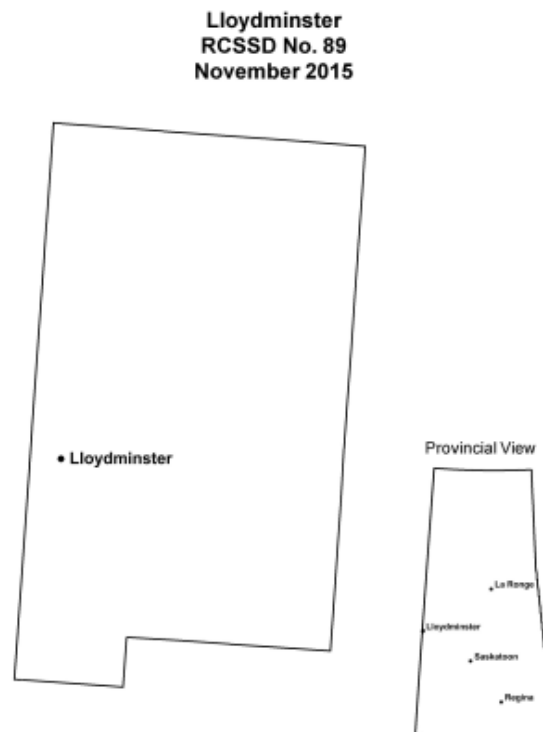 Lloydminster
RCSSD No. 89
November 2015
Lloydminster
Provincial View
La Ronge
Lloydminster
Saskatoon
Regina